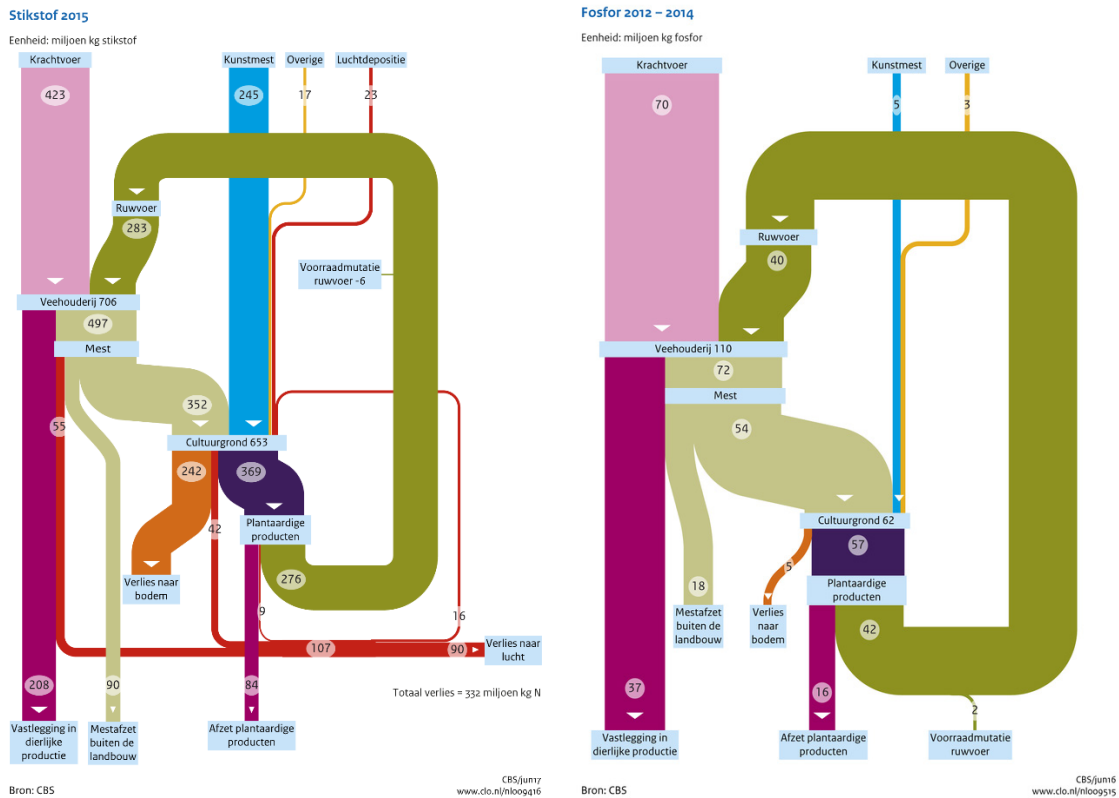 Stikstof 2015
Eenheid: miljoen kg stikstof
Krachtvoer
Kunstmest
Overige
Luchtdepositie
423
245
17
23
Ruwvoer
283
Voorraadmutatie
ruwvoer -6
Veehouderij 706
497
Mest
352
55
Cultuurgrond 653
242
369
42
Plantaardige
producten
Verlies naar
bodem
276
9
16
107
90
Verlies naar
lucht
208
90
84
Totaal verlies = 332 miljoen kg N
Vastlegging in
dierlijke
productie
Mestafzet
buiten de
landbouw
Afzet plantaardige
producten
Bron: CBS
CBS/jun17
www.clo.nl/nl009416
Fosfor 2012 – 2014
Eenheid: miljoen kg fosfor
Krachtvoer
Kunstmest
Overige
70
5
3
Ruwvoer
40
Veehouderij 110
72
Mest
54
Cultuurgrond 62
57
5
Plantaardige
producten
18
Mestafzet
buiten de
landbouw
Verlies
naar
bodem
42
37
16
2
Vastlegging in
dierlijke productie
Afzet plantaardige
producten
Voorraadmutatie
ruwvoer
Bron: CBS
CBS/jun16
www.clo.nl/nl009515